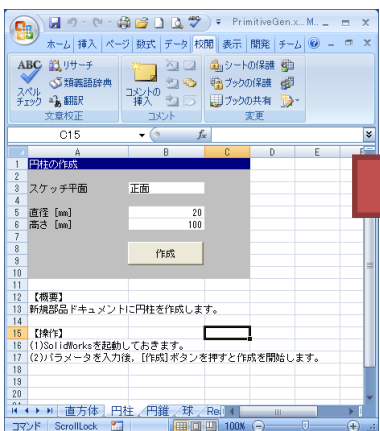 PrimitiveGen.x... M...
ホーム 挿入 ページ 数式 データ 校閲 表示 開発 チーム
ABC
スペル
チェック
リサーチ
類義語辞典
翻訳
文章校正
コメントの
挿入
コメント
シートの保護
ブックの保護
ブックの共有
変更
C15
fx
A B C D E F
1 円柱の作成
2
3 スケッチ平面 正面
4
5 直径 [mm] 20
6 高さ [mm] 100
7
8
9 作成
10
11
12 【概要】
13 新規部品ドキュメントに円柱を作成します。
14
15 【操作】
16 (1)SolidWorksを起動しておきます。
17 (2)パラメータを入力後, [作成]ボタンを押すと作成を開始します。
18
19
20
直方体 円柱 円錐 球 Re
コマンド ScrollLock 100%